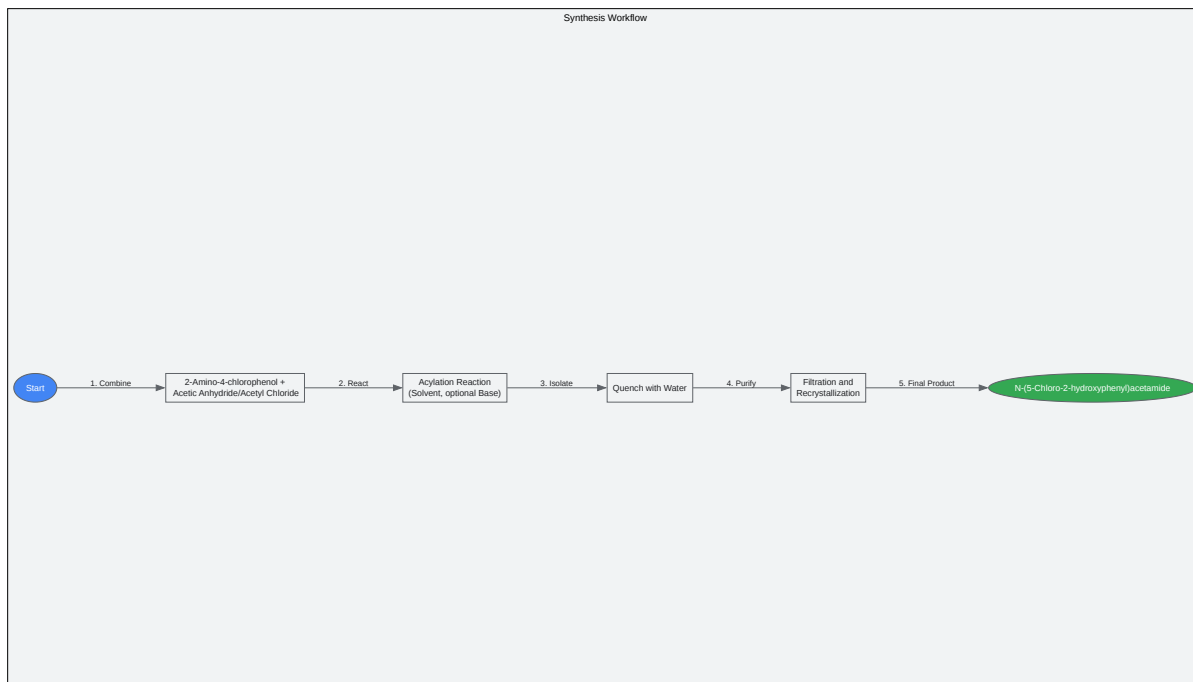 Synthesis Workflow
Start
1. Combine
2-Amino-4-chlorophenol +
Acetic Anhydride/Acetyl Chloride
2. React
Acylation Reaction
(Solvent, optional Base)
3. Isolate
Quench with Water
4. Purify
Filtration and
Recrystallization
5. Final Product
N-(5-Chloro-2-hydroxyphenyl)acetamide